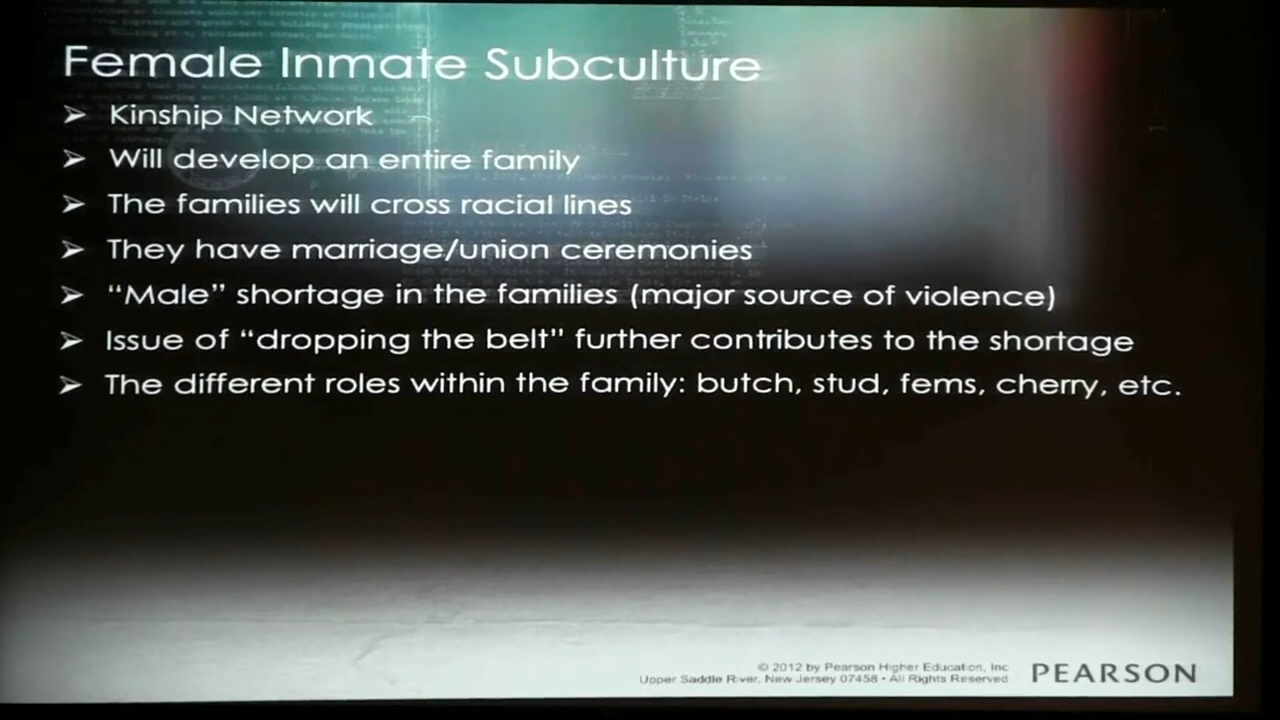 Female Inmate Subculture
➢ Kinship Network
➢ Will develop an entire family
➢ The families will cross racial lines
➢ They have marriage/union ceremonies
➢ “Male” shortage in the families (major source of violence)
➢ Issue of “dropping the belt” further contributes to the shortage
➢ The different roles within the family: butch, stud, fems, cherry, etc.
© 2012 by Pearson Higher Education, Inc
Upper Saddle River, New Jersey 07458 • All Rights Reserved
PEARSON